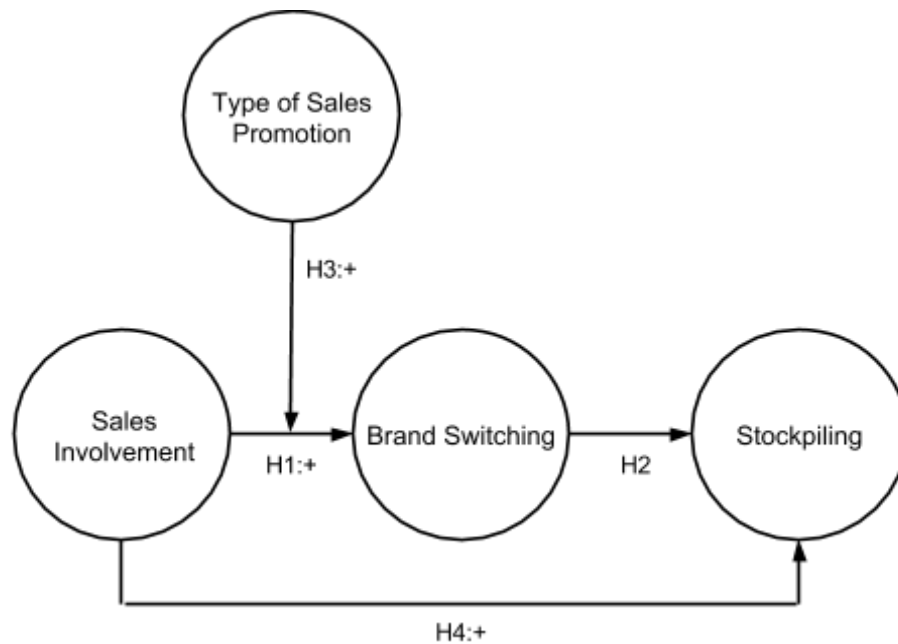 Type of Sales
Promotion
H3:+
Sales
Involvement
H1:+
Brand Switching
H2
Stockpiling
H4:+